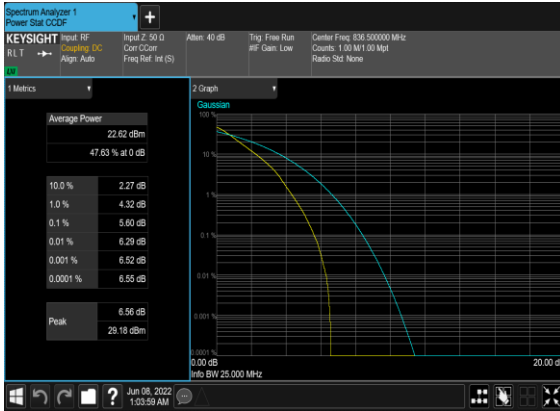 Spectrum Analyzer 1
Power Stat CCDF
KEYSIGHT
RLT
LXI
Input: RF
Coupling: DC
Align: Auto
Input Z: 50 Ω
Corr CCorr
Freq Ref: Int (S)
Atten: 40 dB
Trig: Free Run
#IF Gain: Low
Center Freq: 836.500000 MHz
Counts: 1.00 M/1.00 Mpt
Radio Std: None
1 Metrics
Average Power
22.62 dBm
47.63 % at 0 dB
10.0 % 2.27 dB
1.0 % 4.32 dB
0.1 % 5.60 dB
0.01 % 6.29 dB
0.001 % 6.52 dB
0.0001 % 6.55 dB
Peak
6.56 dB
29.18 dBm
2 Graph
Gaussian
100 %
10 %
1 %
0.1 %
0.01 %
0.001 %
0.0001 %
0.00 dB
20.00 d
Info BW 25.000 MHz
Jun 08, 2022
1:03:59 AM